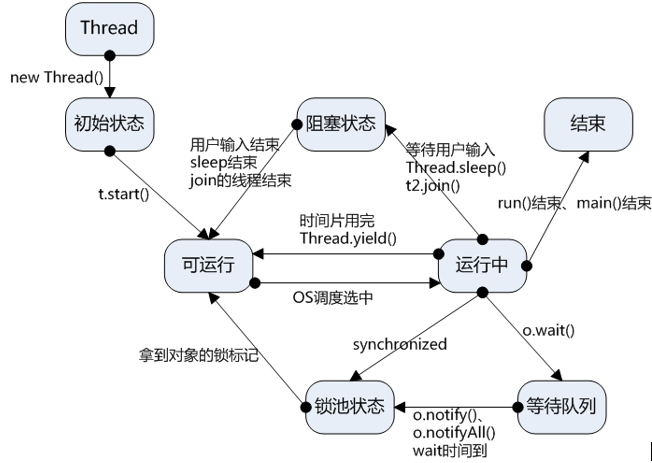 Thread
new Thread()
初始状态
阻塞状态
结束
用户输入结束
sleep结束
join的线程结束
等待用户输入
Thread.sleep()
t2.join()
t.start()
run()结束、main()结束
时间片用完
Thread.yield()
可运行
运行中
OS调度选中
拿到对象的锁标记
synchronized
o.wait()
锁池状态
等待队列
o.notify()、
o.notifyAll()
wait时间到